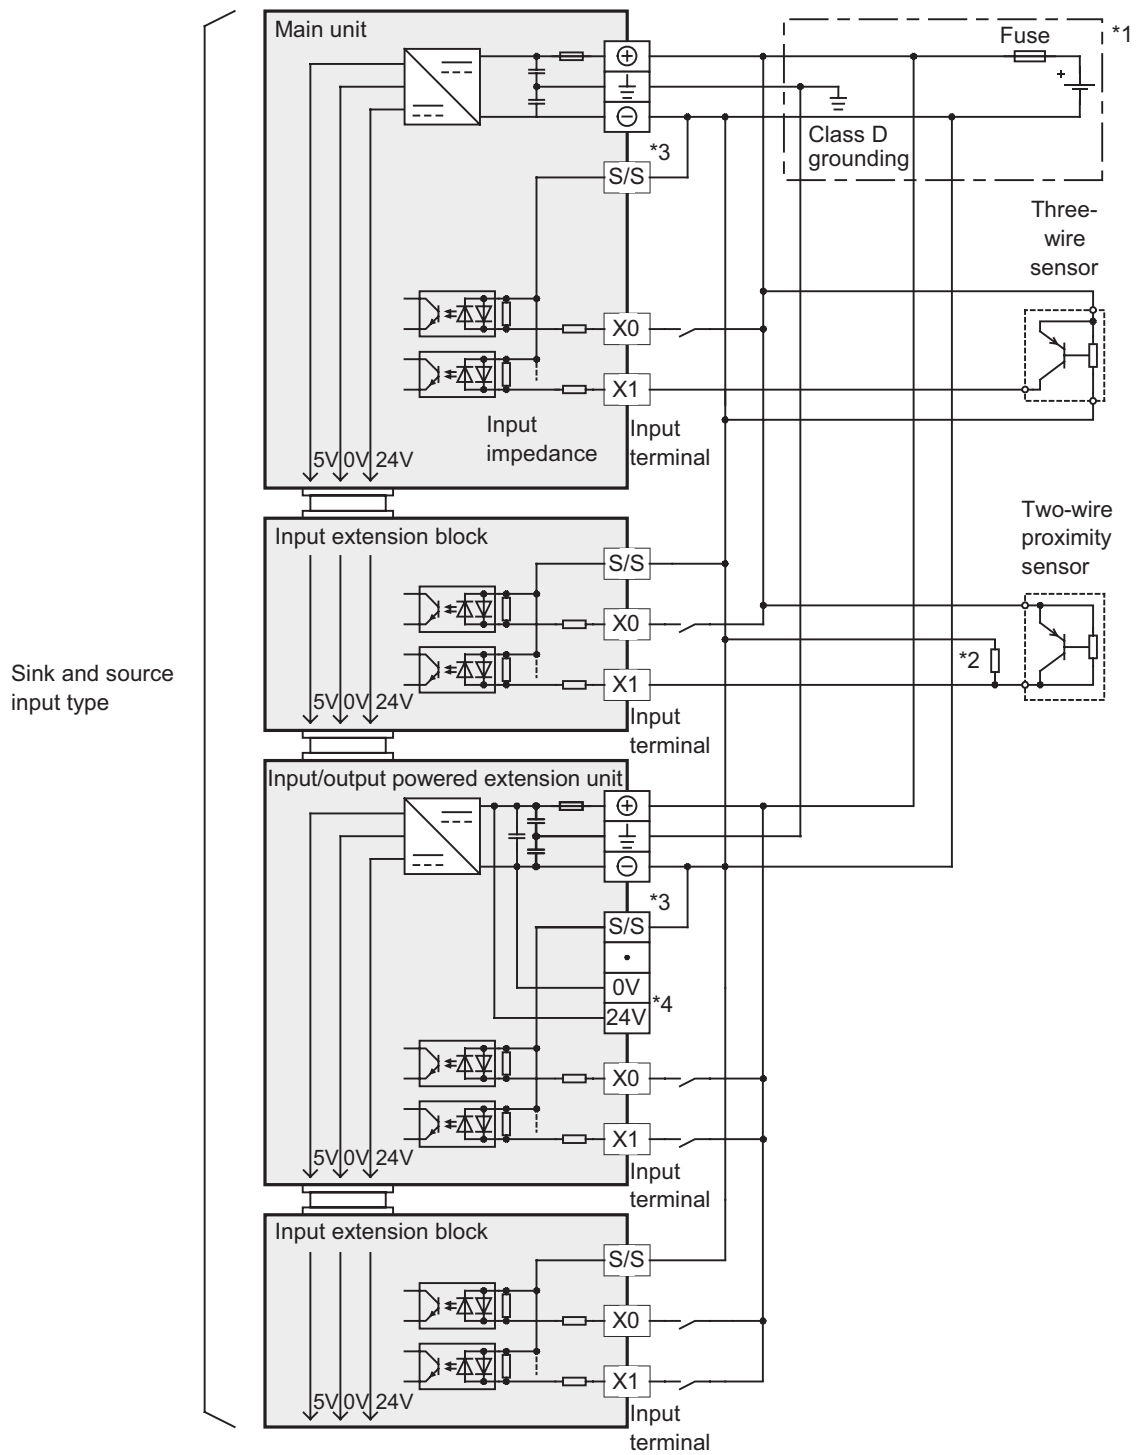 Main unit
Fuse
*1
+
Class D
grounding
*3
S/S
Three-
wire
sensor
X0
X1
Input
impedance
Input
terminal
5V 0V 24V
Input extension block
S/S
Two-wire
proximity
sensor
X0
*2
X1
Sink and source
input type
5V 0V 24V
Input
terminal
Input/output powered extension unit
*3
S/S
•
0V
*4
24V
X0
X1
5V 0V 24V
Input
terminal
Input extension block
S/S
X0
X1
5V 0V 24V
Input
terminal